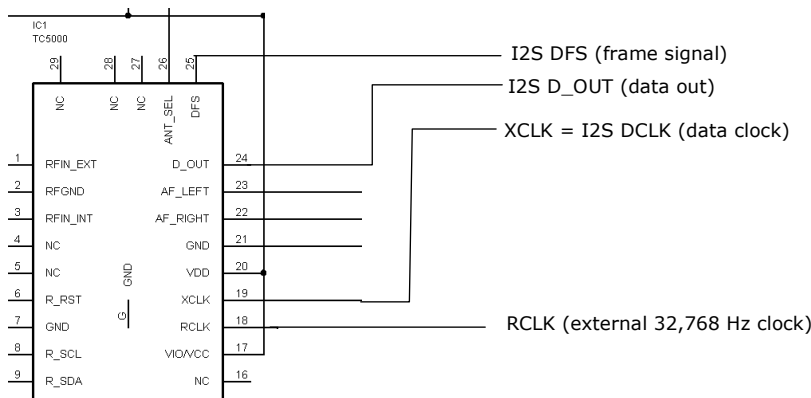 IC1
TC5000
29
28
27
26
25
NC
NC
NC
ANT_SEL
DFS
I2S DFS (frame signal)
I2S D_OUT (data out)
XCLK = I2S DCLK (data clock)
1 RFIN_EXT D_OUT 24
2 RFGND AF_LEFT 23
3 RFIN_INT AF_RIGHT 22
4 NC GND 21
5 NC GND VDD 20
6 R_RST XCLK 19
7 GND G RCLK 18
RCLK (external 32,768 Hz clock)
8 R_SCL VIO/VCC 17
9 R_SDA NC 16